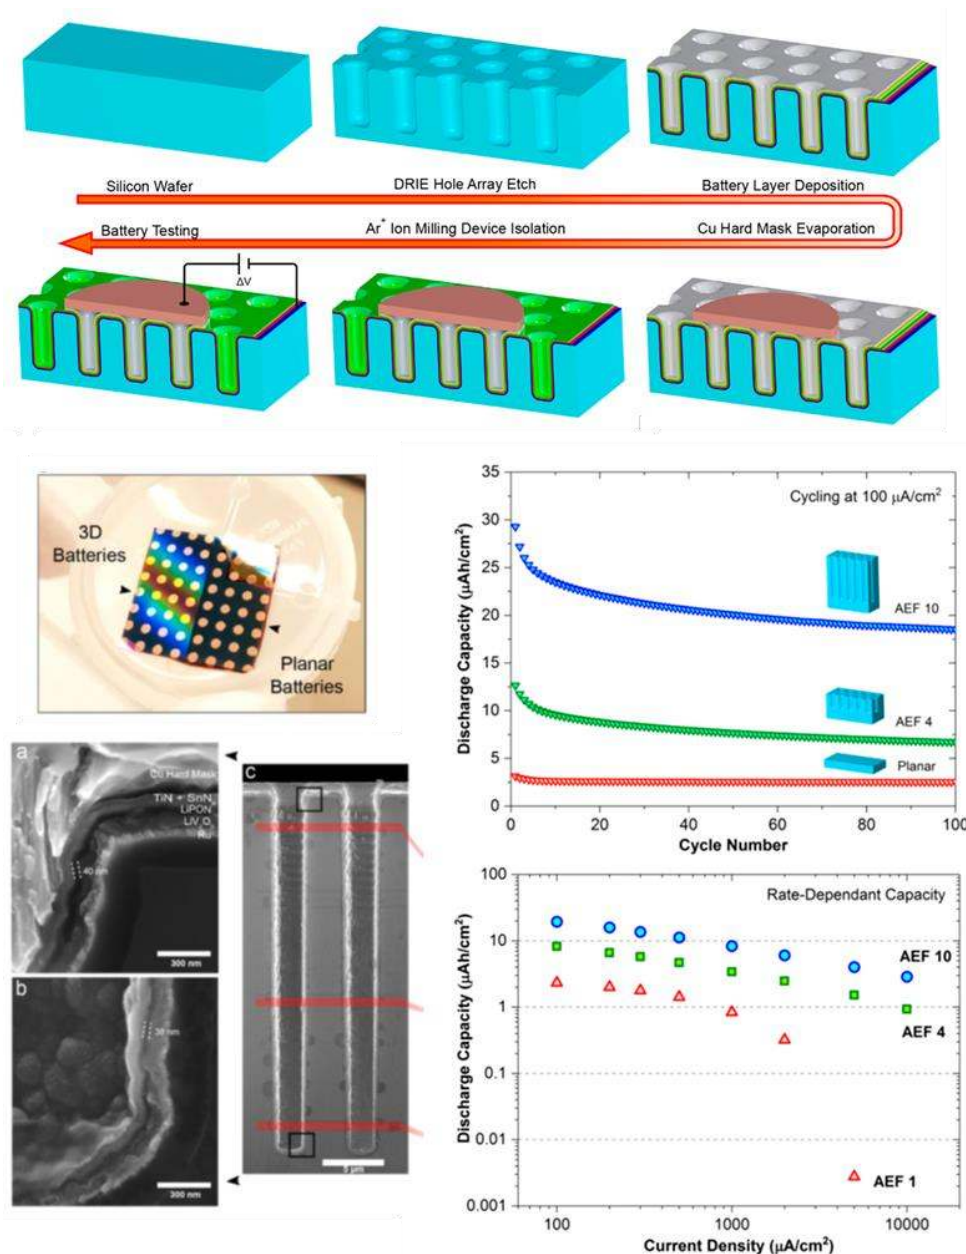 Silicon Wafer
DRIE Hole Array Etch
Battery Layer Deposition
Battery Testing
Ar+ Ion Milling Device Isolation
Cu Hard Mask Evaporation
ΔV
3D
Batteries
Planar
Batteries
a
Cu Hard Mask
TiN + SnNx
LiPON
40 nm
300 nm
b
300 nm
c
5 μm
35
30
25
20
15
10
5
0
Discharge Capacity (μAh/cm²)
Cycling at 100 μA/cm²
AEF 10
AEF 4
Planar
0
20
40
60
80
100
Cycle Number
100
10
1
0.1
0.01
0.001
Discharge Capacity (μAh/cm²)
Rate-Dependant Capacity
AEF 10
AEF 4
AEF 1
100
1000
10000
Current Density (μA/cm²)